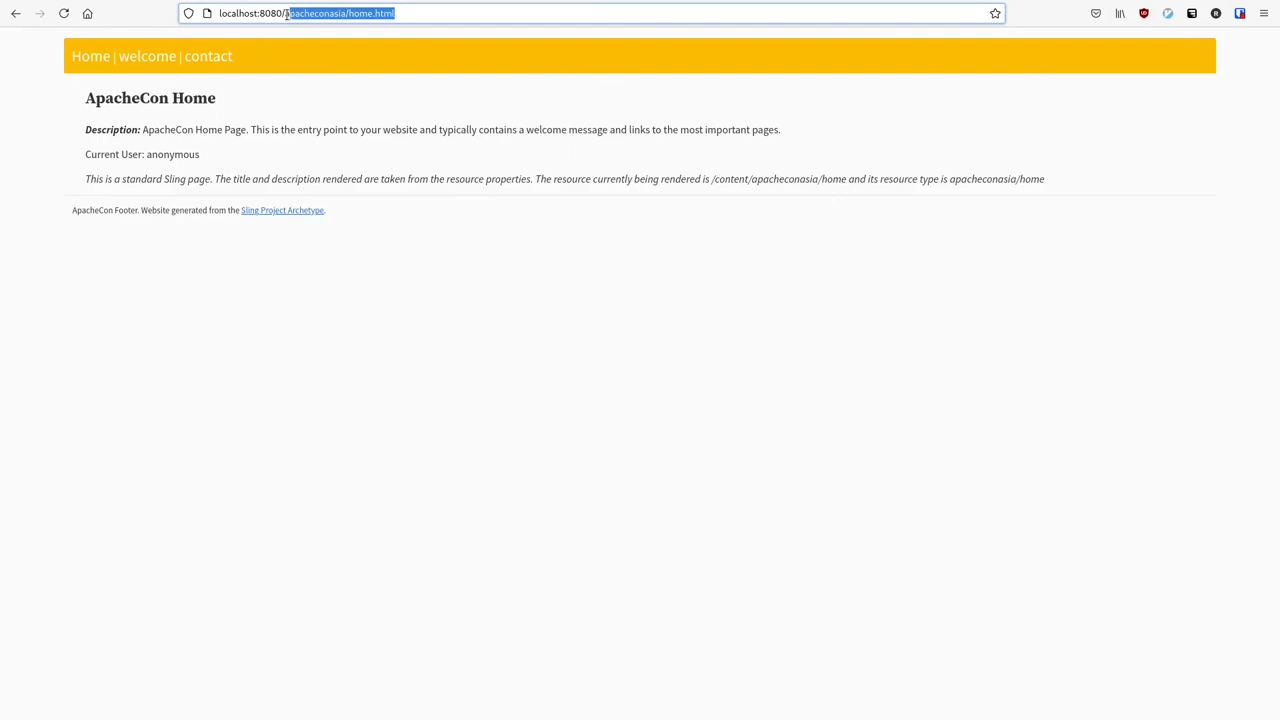 localhost:8080/apacheconasia/home.html
Home | welcome | contact
ApacheCon Home
Description: ApacheCon Home Page. This is the entry point to your website and typically contains a welcome message and links to the most important pages.
Current User: anonymous
This is a standard Sling page. The title and description rendered are taken from the resource properties. The resource currently being rendered is /content/apacheconasia/home and its resource type is apacheconasia/home
ApacheCon Footer. Website generated from the Sling Project Archetype.